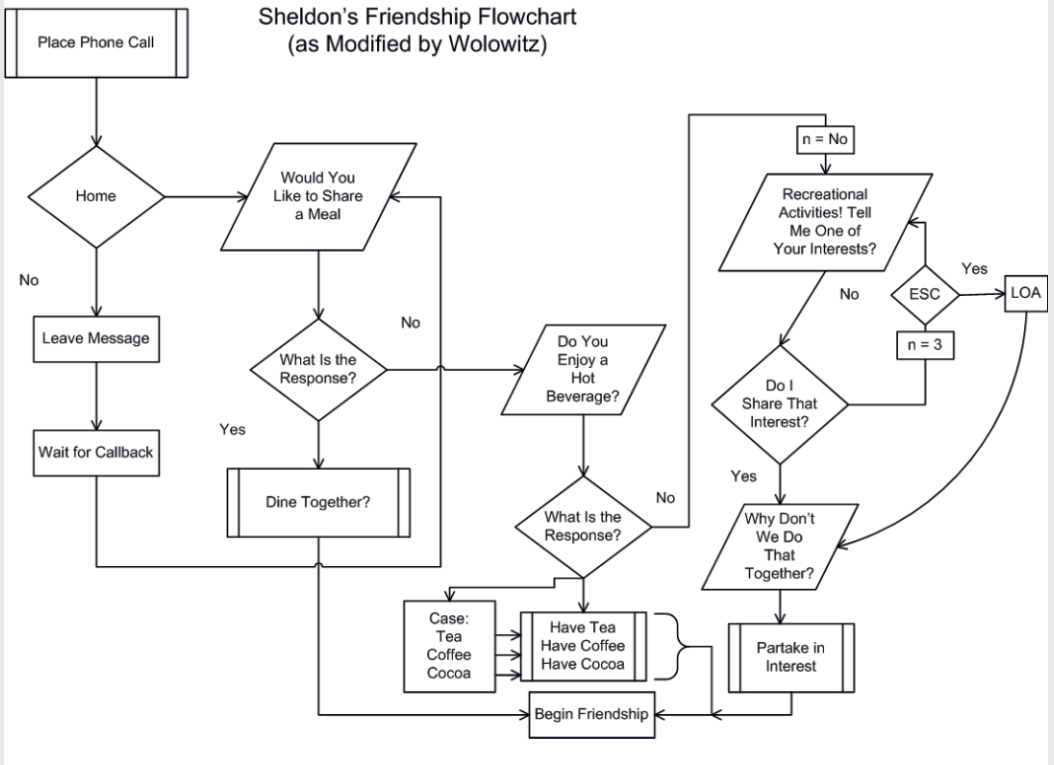 Sheldon's Friendship Flowchart
(as Modified by Wolowitz)
Place Phone Call
Home
No
Leave Message
Wait for Callback
Would You
Like to Share
a Meal
What Is the
Response?
No
Yes
Dine Together?
Do You
Enjoy a
Hot
Beverage?
What Is the
Response?
No
Case:
Tea
Coffee
Cocoa
Have Tea
Have Coffee
Have Cocoa
Begin Friendship
n = No
Recreational
Activities! Tell
Me One of
Your Interests?
No
ESC
Yes
LOA
n = 3
Do I
Share That
Interest?
Yes
Why Don't
We Do
That
Together?
Partake in
Interest